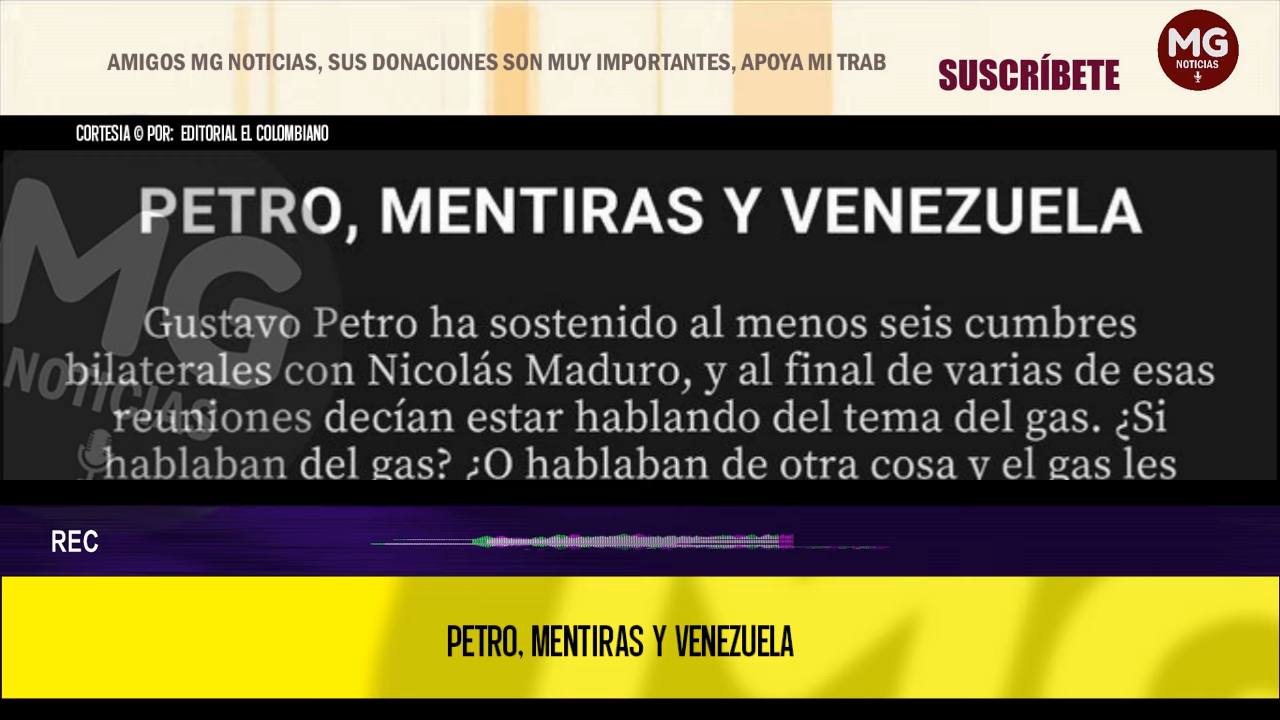 AMIGOS MG NOTICIAS, SUS DONACIONES SON MUY IMPORTANTES, APOYA MI TRAB
SUSCRÍBETE
MG
NOTICIAS
CORTESIA © POR: EDITORIAL EL COLOMBIANO
PETRO, MENTIRAS Y VENEZUELA
MG
NOTICIAS
Gustavo Petro ha sostenido al menos seis cumbres
bilaterales con Nicolás Maduro, y al final de varias de esas
reuniones decían estar hablando del tema del gas. ¿Si
hablaban del gas? ¿O hablaban de otra cosa y el gas les
REC
PETRO, MENTIRAS Y VENEZUELA